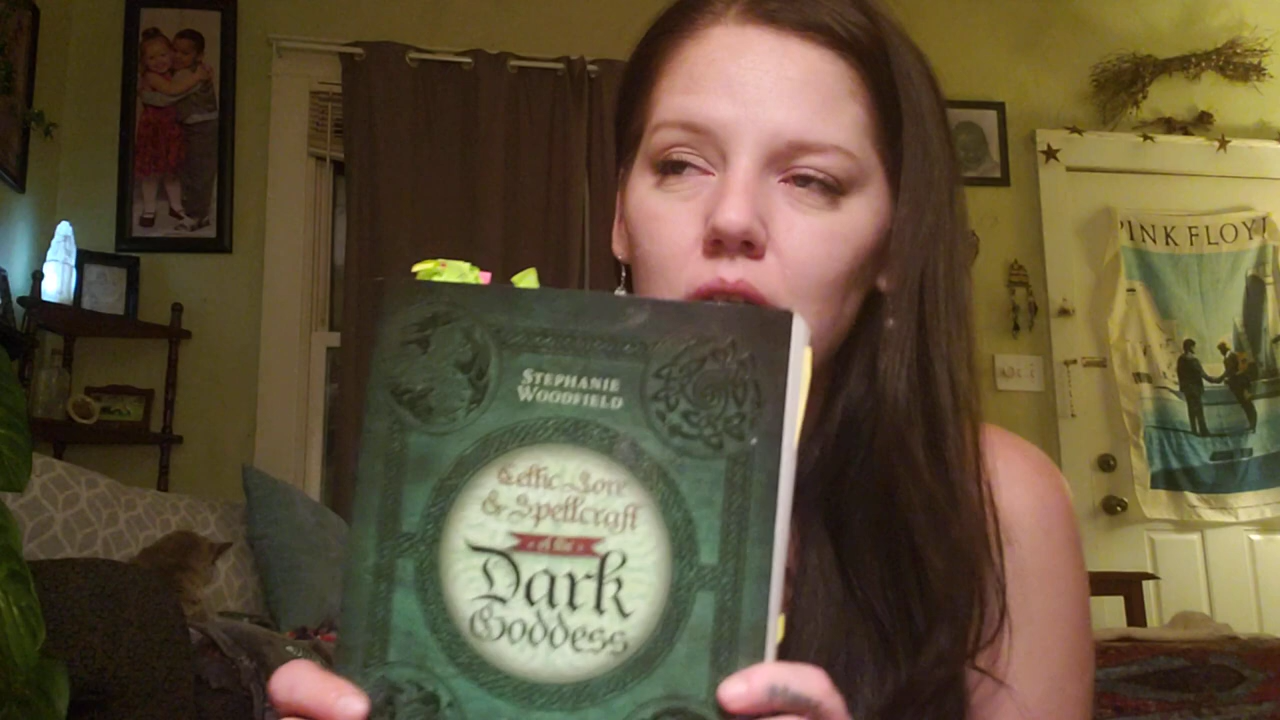 STEPHANIE
WOODFIELD
Celtic Lore
& Spellcraft
of the
Dark
Goddess
PINK FLOYD